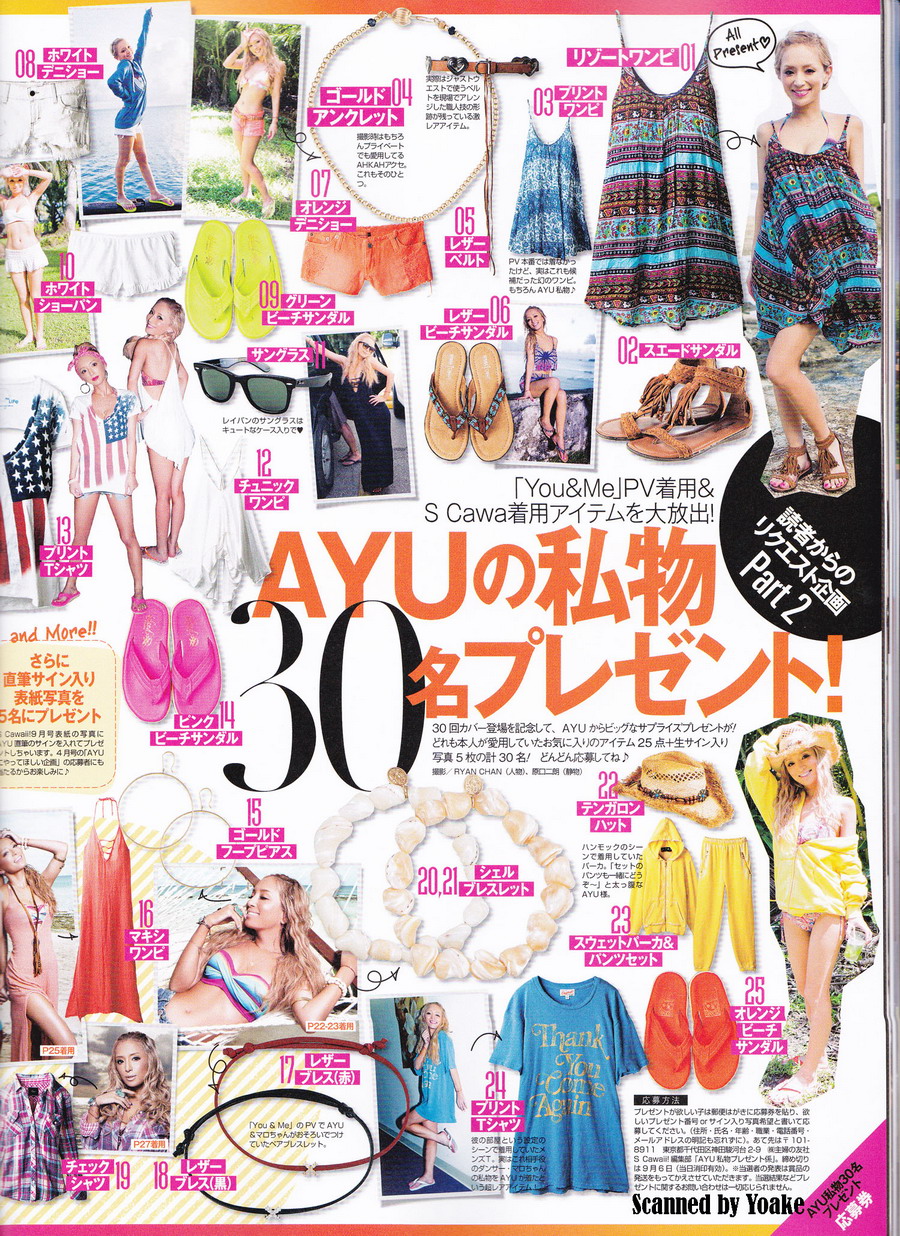 08 ホワイト
デニショー
ゴールド 04
アンクレット
撮影時はもちろ
んプライベート
でも愛用してる
AHKAHアクセ。
これもそのひと
つ。
実際はジャストウ
エストで使うベル
トを現場でアレン
ジした職人技の形
跡が残っている激
レアアイテム。
リゾートワンピ 01
All
Present♡
03 プリント
ワンピ
PV本番では着なかっ
たけど、実はこれも候
補だった幻のワンピ。
もちろんAYU私物♪
05
レザー
ベルト
07
オレンジ
デニショー
10
ホワイト
ショーパン
09 グリーン
ビーチサンダル
レザー 06
ビーチサンダル
02 スエードサンダル
サングラス 11
レイバンのサングラスは
キュートなケース入りで♥
12
チュニック
ワンピ
13
プリント
Tシャツ
「You&Me」PV着用&
S Cawa着用アイテムを大放出!
読者からの
リクエスト企画
Part 2
AYUの私物
30名プレゼント!
30回カバー登場を記念して、AYUからビッグなサプライズプレゼントが!
どれも本人が愛用していたお気に入りのアイテム25点+生サイン入り
写真5枚の計30名! どんどん応募してね♪
撮影/RYAN CHAN(人物)、原口二朗(静物)
and More!!
さらに
直筆サイン入り
表紙写真を
5名にプレゼント
S Cawaii!9月号表紙の写真に
AYU直筆のサインを入れてプレゼ
ントしちゃいます。4月号の「AYU
にやってほしい企画」の応募者にも
当たるからお楽しみに♪
ピンク 14
ビーチサンダル
15
ゴールド
フープピアス
16
マキシ
ワンピ
20,21 シェル
ブレスレット
22
テンガロン
ハット
ハンモックのシー
ンで着用していた
パーカ。「セットの
パンツも一緒にどう
ぞ〜」と太っ腹な
AYU様。
23
スウェットパーカ&
パンツセット
25
オレンジ
ビーチ
サンダル
P22-23着用
P25着用
P27着用
17 レザー
ブレス(赤)
「You & Me」のPVでAYU
&マロちゃんがおそろいでつけ
ていたペアブレスレット。
チェック
シャツ 19
18 レザー
ブレス(黒)
24
プリント
Tシャツ
彼の部屋という設定の
シーンで着用していたメ
ンズT。実はこれ相手役
のダンサー・マロちゃん
の私物をAYUが着たと
いう超レアアイテム!
Thank
You
Come
Again
応募方法
プレゼントが欲しい子は郵便はがきに応募券を貼り、欲
しいプレゼント番号orサイン入り写真希望と書いて応
募してください(住所・氏名・年齢・職業・電話番号・
メールアドレスの明記も忘れずに)。あて先は〒101-
8911 東京都千代田区神田駿河台2-9 ㈱主婦の友社
S Cawaii!編集部「AYU私物プレゼント係」。締め切り
は9月6日(当日消印有効)。※当選者の発表は賞品の
発送をもってかえさせていただきます。当選結果などプレ
ゼントに関するお問い合わせは一切応じられません。
AYU私物30名
プレゼント
応募券
Scanned by Yoake